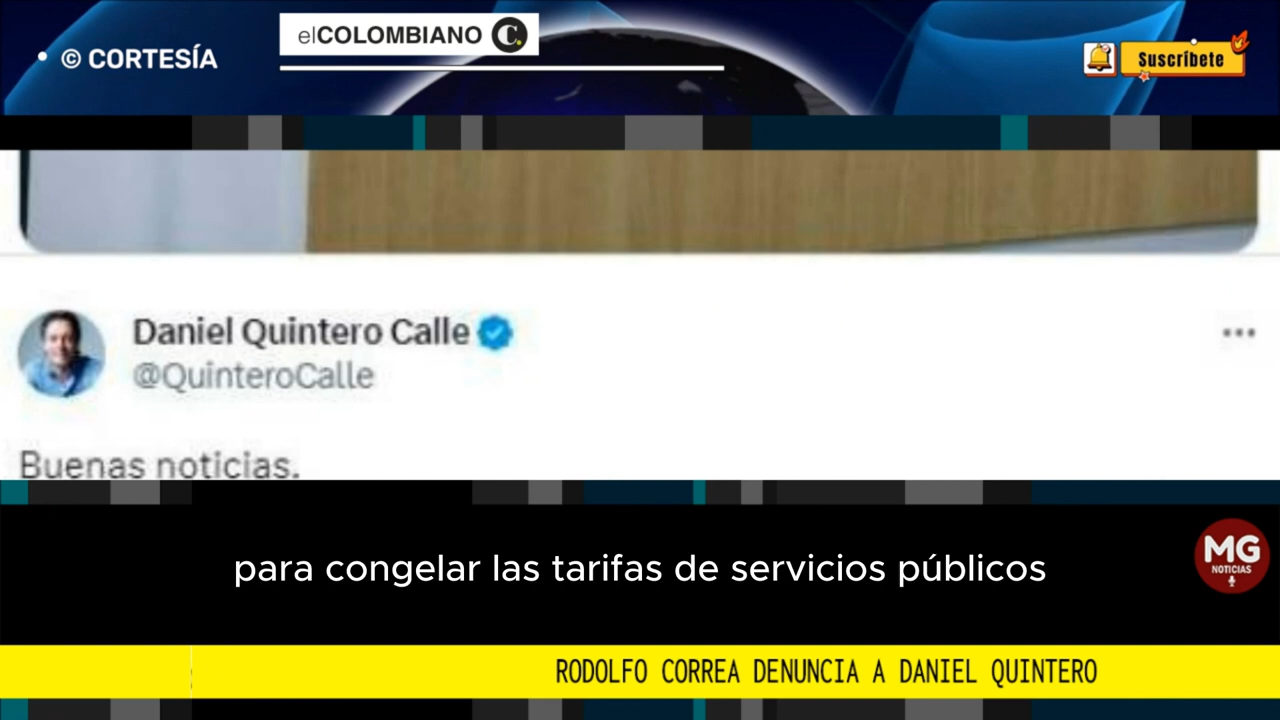 elCOLOMBIANO C.
© CORTESÍA
Suscríbete
Daniel Quintero Calle
@QuinteroCalle
Buenas noticias.
para congelar las tarifas de servicios públicos
MG
NOTICIAS
RODOLFO CORREA DENUNCIA A DANIEL QUINTERO